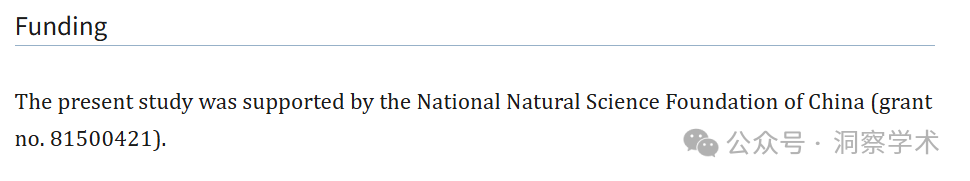 Funding
The present study was supported by the National Natural Science Foundation of China (grant
no. 81500421).
公众号 · 洞察学术